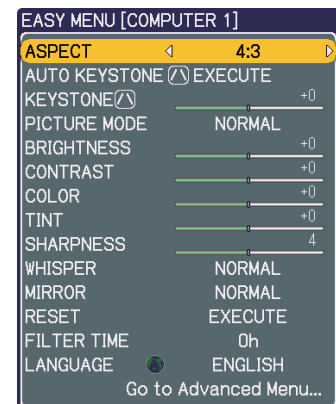 EASY MENU [COMPUTER 1]
ASPECT 4:3
AUTO KEYSTONE EXECUTE
KEYSTONE +0
PICTURE MODE NORMAL
BRIGHTNESS +0
CONTRAST +0
COLOR +0
TINT +0
SHARPNESS 4
WHISPER NORMAL
MIRROR NORMAL
RESET EXECUTE
FILTER TIME 0h
LANGUAGE ENGLISH
Go to Advanced Menu...